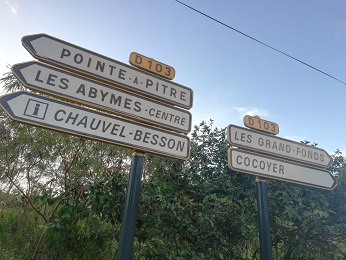 D 103
POINTE-À-PITRE
LES ABYMES-CENTRE
i CHAUVEL-BESSON
D 103
LES GRAND-FONDS
COCOYER